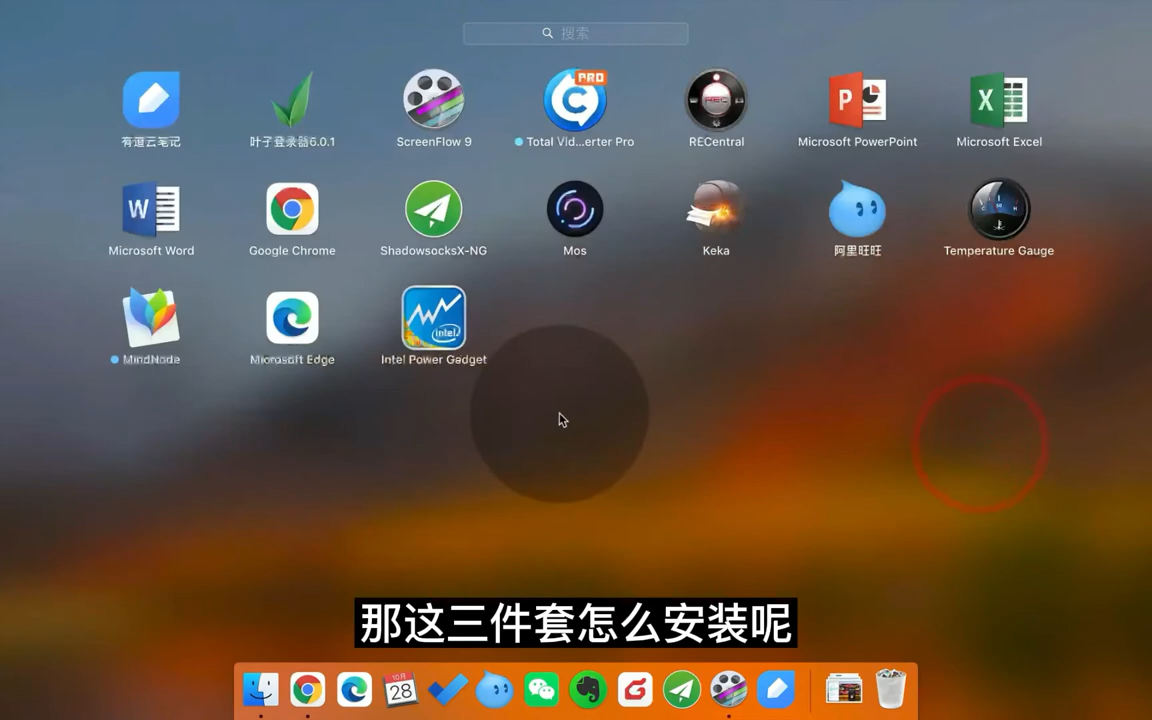 搜索
PRO
REC
P
X
有道云笔记
叶子登录器6.0.1
ScreenFlow 9
Total Vid...erter Pro
RECentral
Microsoft PowerPoint
Microsoft Excel
W
Microsoft Word
Google Chrome
ShadowsocksX-NG
Mos
Keka
阿里旺旺
Temperature Gauge
intel
MindNode
Microsoft Edge
Intel Power Gadget
那这三件套怎么安装呢
10月
28